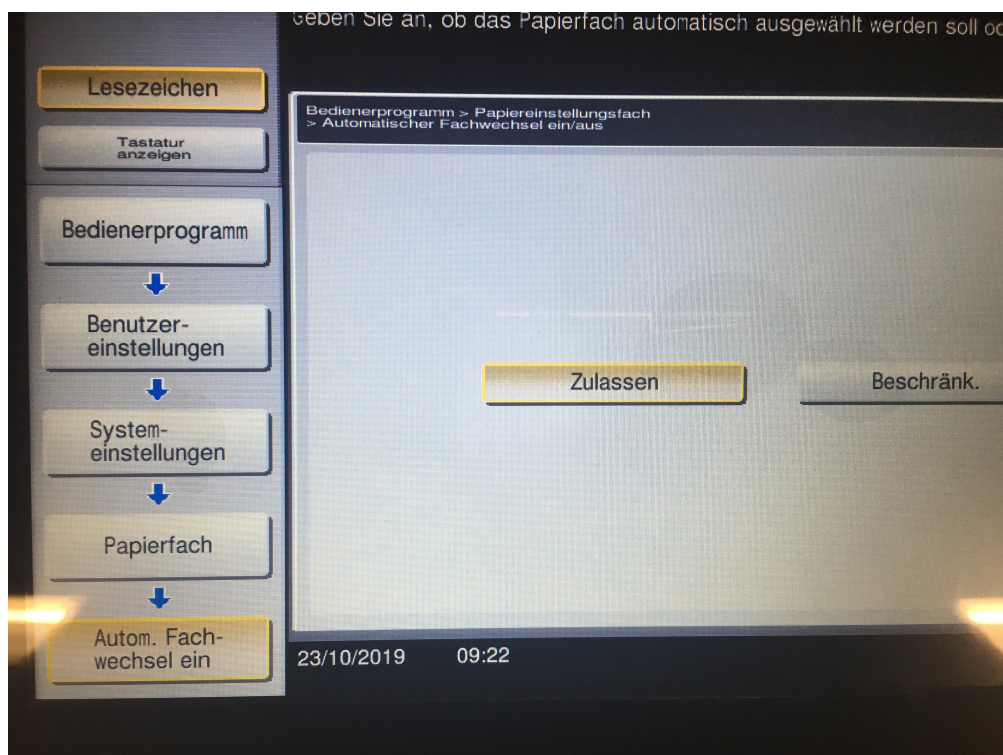 Geben Sie an, ob das Papierfach automatisch ausgewählt werden soll
Lesezeichen
Tastatur
anzeigen
Bedienerprogramm
Benutzer-
einstellungen
System-
einstellungen
Papierfach
Autom. Fach-
wechsel ein
Bedienerprogramm > Papiereinstellungsfach
> Automatischer Fachwechsel ein/aus
Zulassen
Beschränk.
23/10/2019 09:22